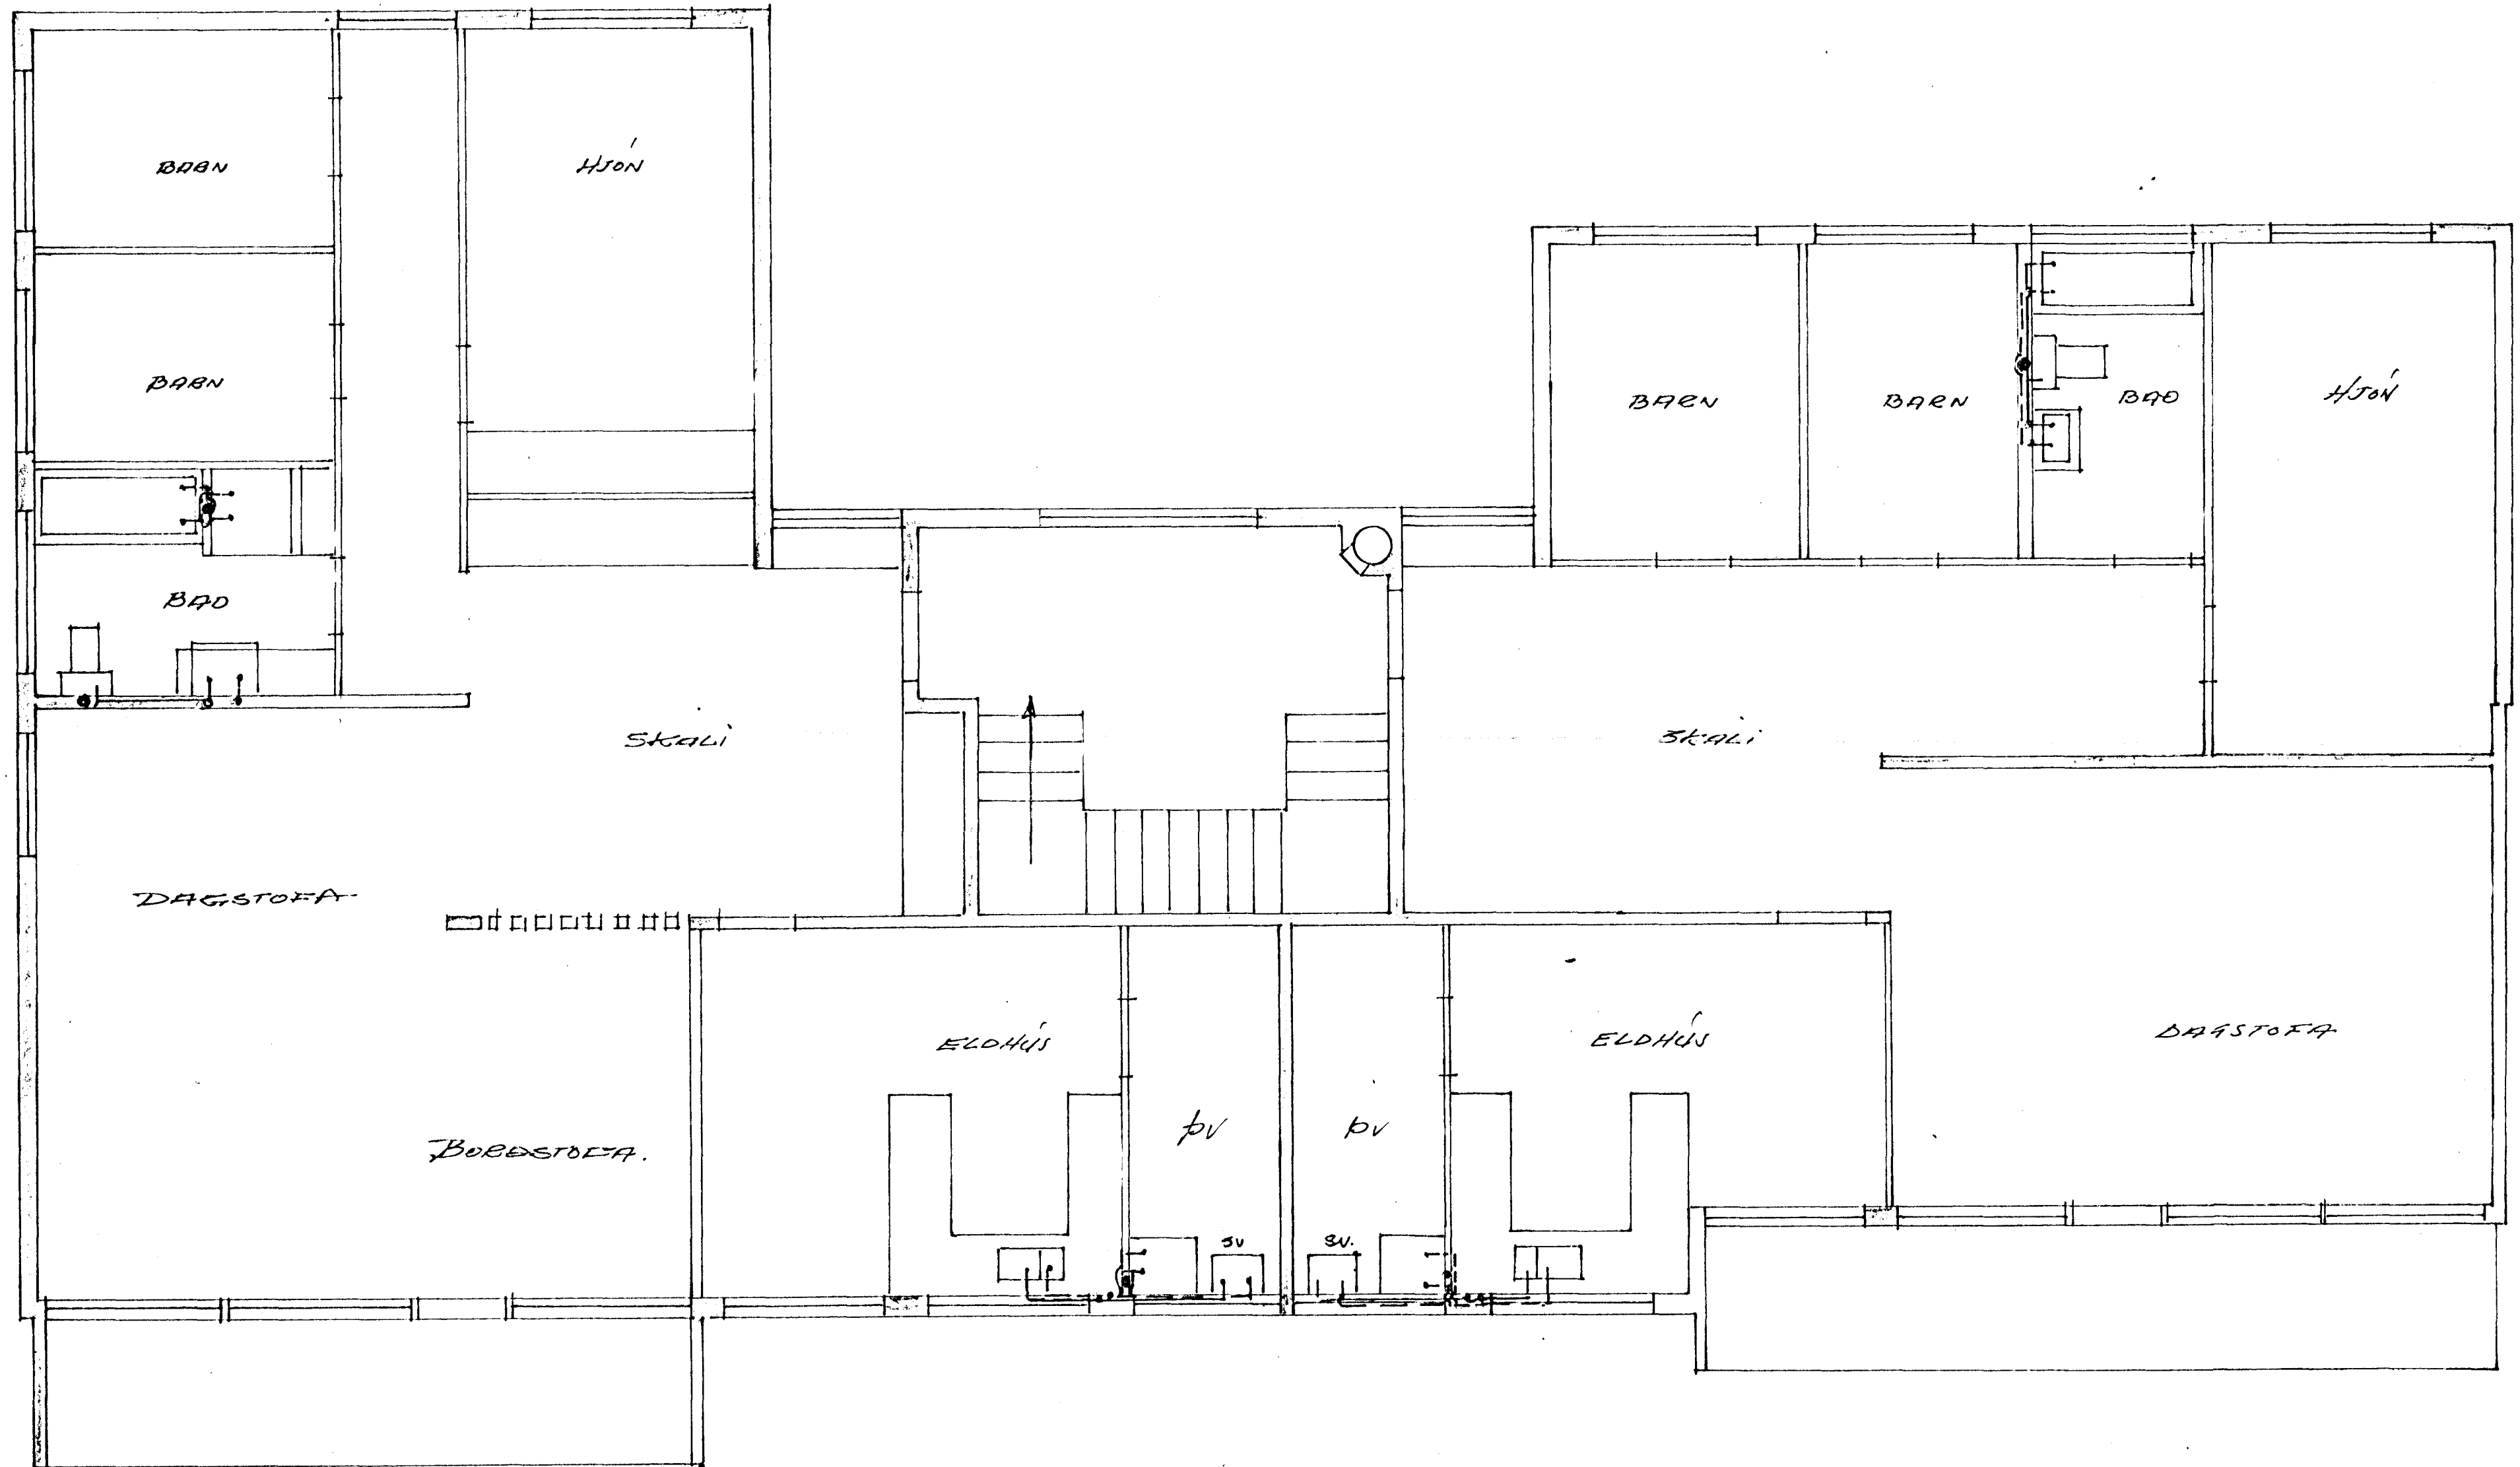 BARN
HJÓN
BARN
BARN
BARN
BAÐ
HJÓN
BAÐ
SKALI
SKALI
DAGSTOFA
ELDHÚS
ELDHÚS
DAGSTOFA
ÞV
ÞV
BORÐSTOFA.
SV
SV.